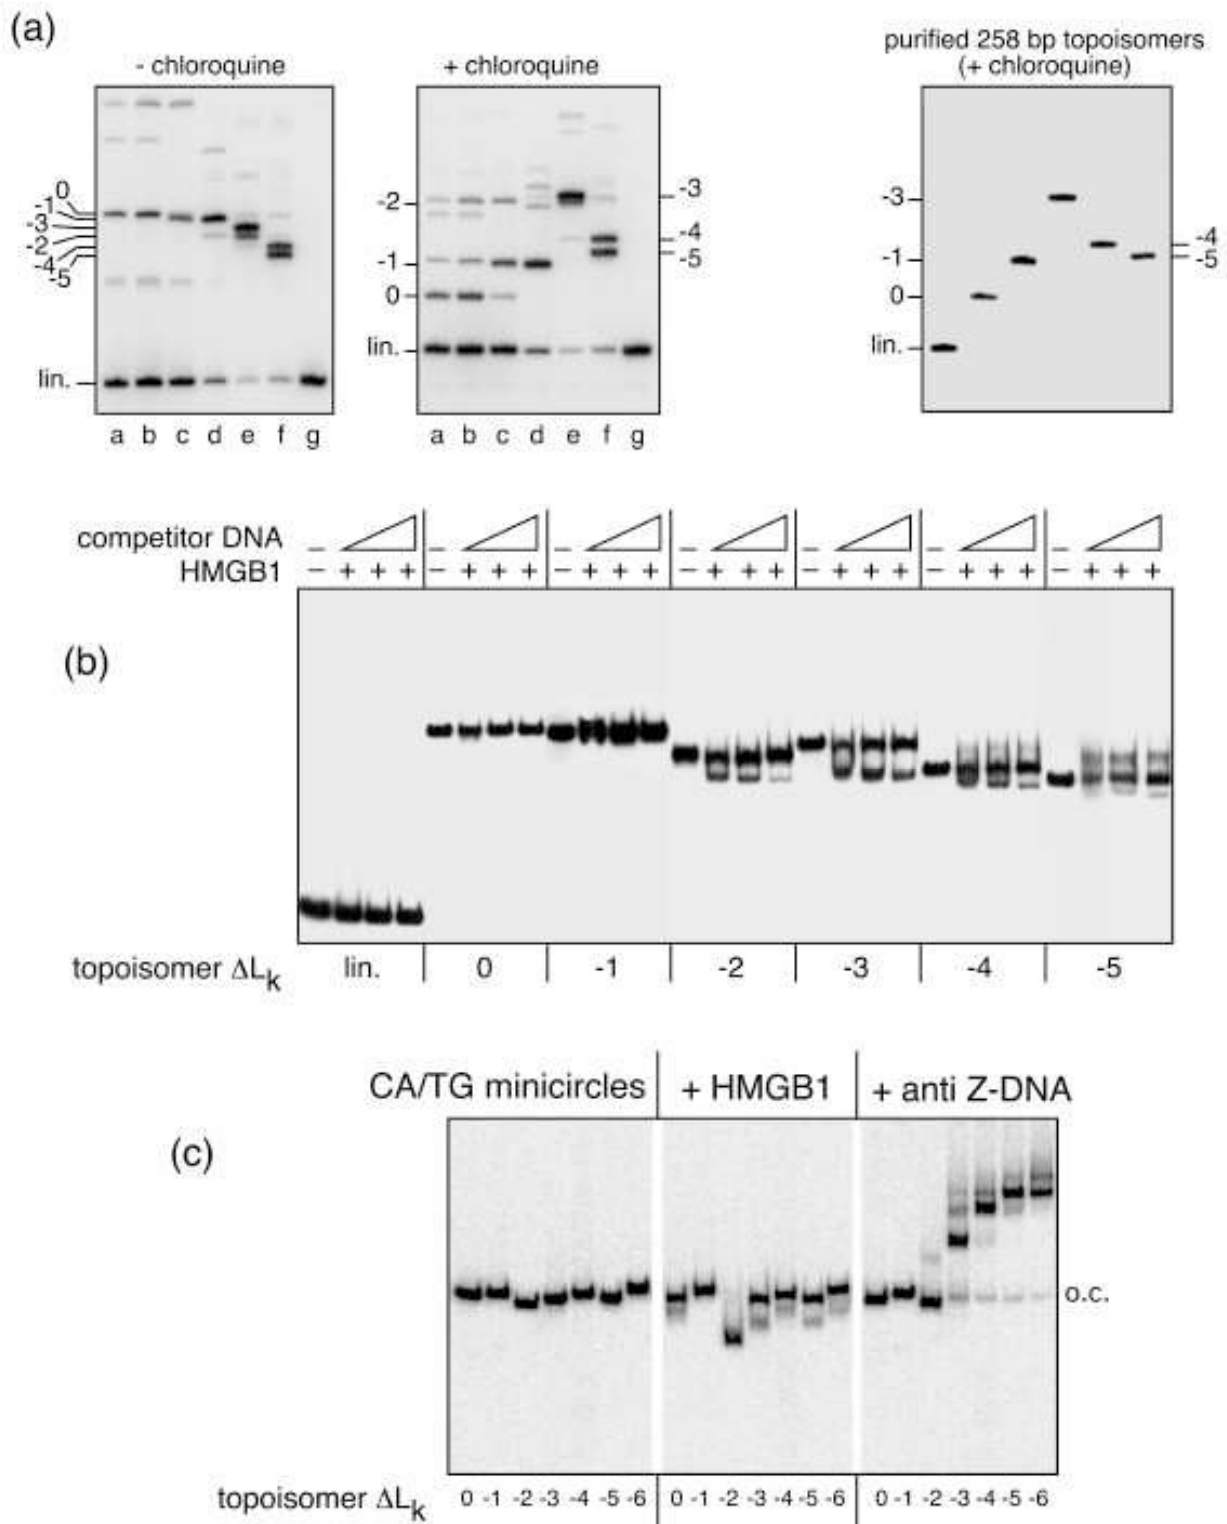 (a)
- chloroquine
+ chloroquine
purified 258 bp topoisomers
(+ chloroquine)
0
-1
-3
-2
-4
-5
lin.
a b c d e f g
-2
-1
0
lin.
-3
-4
-5
a b c d e f g
-3
-1
0
lin.
-4
-5
(b)
competitor DNA – – – – – – –
HMGB1 – + + + – + + + – + + + – + + + – + + + – + + + – + + +
topoisomer ΔLk lin. 0 -1 -2 -3 -4 -5
(c)
CA/TG minicircles + HMGB1 + anti Z-DNA
o.c.
topoisomer ΔLk 0 -1 -2 -3 -4 -5 -6 0 -1 -2 -3 -4 -5 -6 0 -1 -2 -3 -4 -5 -6